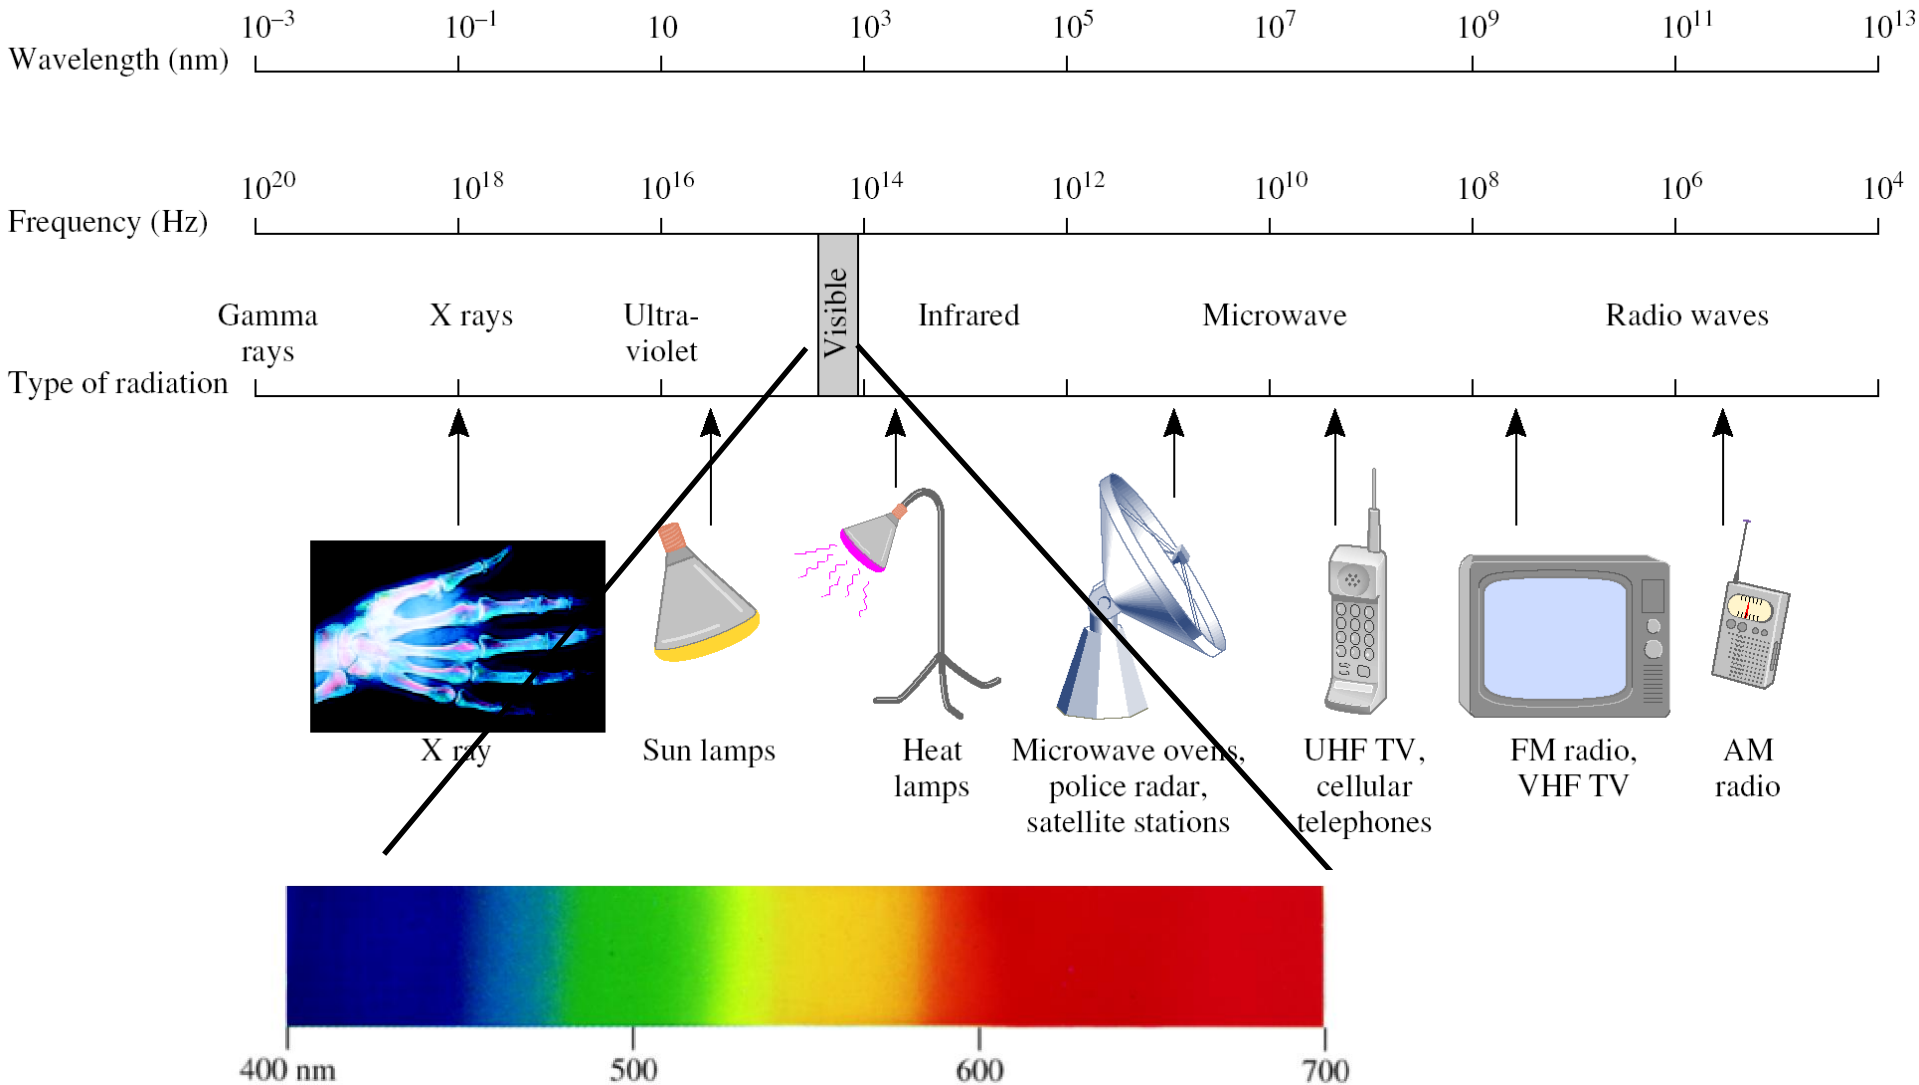 10⁻³ 10⁻¹ 10 10³ 10⁵ 10⁷ 10⁹ 10¹¹ 10¹³
Wavelength (nm)
10²⁰ 10¹⁸ 10¹⁶ 10¹⁴ 10¹² 10¹⁰ 10⁸ 10⁶ 10⁴
Frequency (Hz)
Gamma
rays
X rays
Ultra-
violet
Visible
Infrared
Microwave
Radio waves
Type of radiation
X ray
Sun lamps
Heat
lamps
Microwave ovens,
police radar,
satellite stations
UHF TV,
cellular
telephones
FM radio,
VHF TV
AM
radio
400 nm 500 600 700